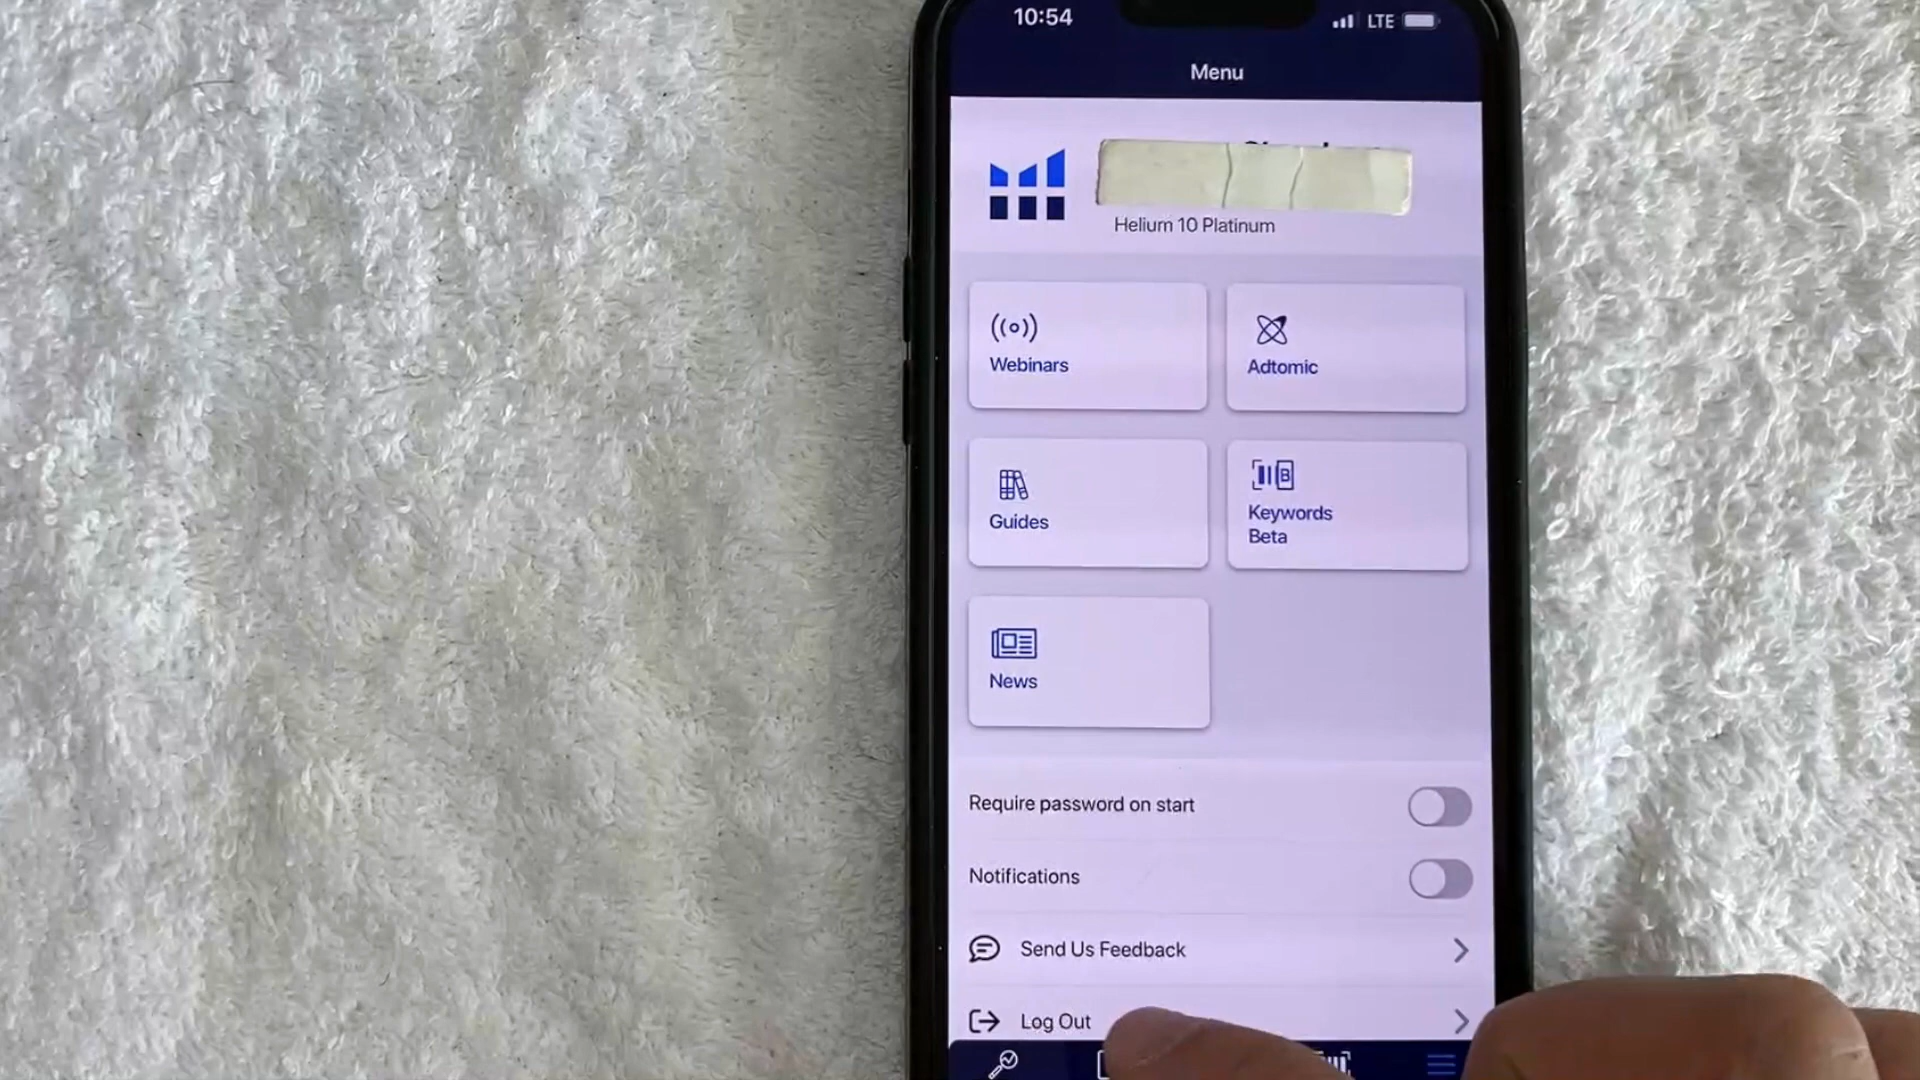 10:54
LTE
Menu
Helium 10 Platinum
Webinars
Adtomic
Guides
Keywords
Beta
News
Require password on start
Notifications
Send Us Feedback
Log Out